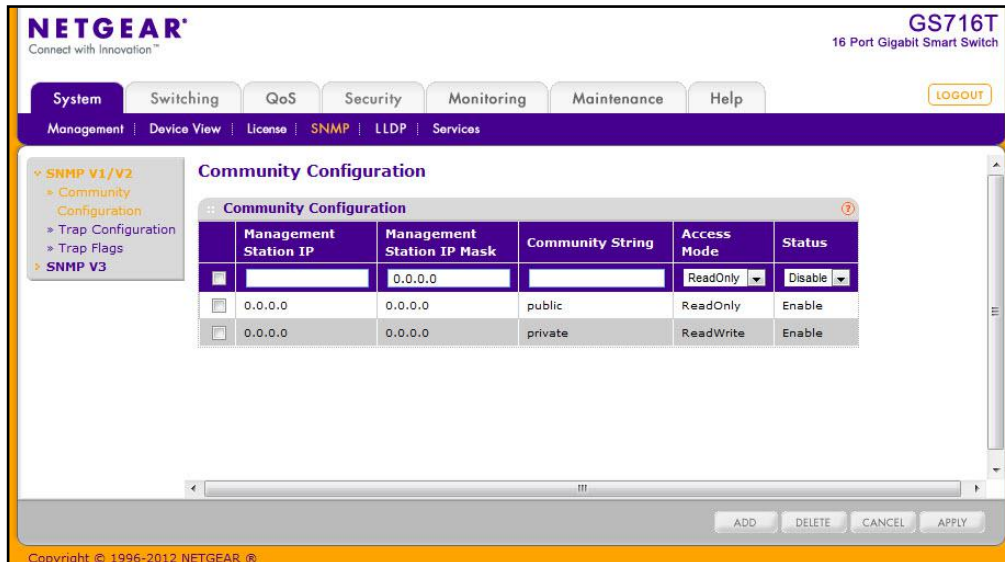 NETGEAR®
Connect with Innovation™
GS716T
16 Port Gigabit Smart Switch
System Switching QoS Security Monitoring Maintenance Help LOGOUT
Management Device View License SNMP LLDP Services
SNMP V1/V2
» Community
Configuration
» Trap Configuration
» Trap Flags
SNMP V3
Community Configuration
Community Configuration ?
Management
Station IP
Management
Station IP Mask
Community String
Access
Mode
Status
0.0.0.0 ReadOnly Disable
0.0.0.0 0.0.0.0 public ReadOnly Enable
0.0.0.0 0.0.0.0 private ReadWrite Enable
ADD DELETE CANCEL APPLY
Copyright © 1996-2012 NETGEAR ®